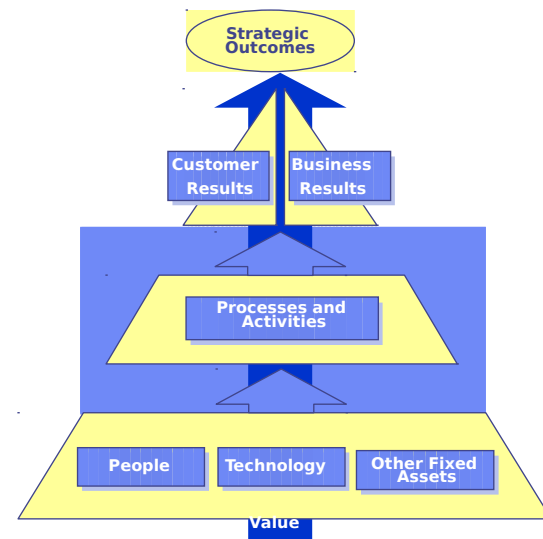 Strategic
Outcomes
Customer
Results
Business
Results
Processes and
Activities
People
Technology
Other Fixed
Assets
Value